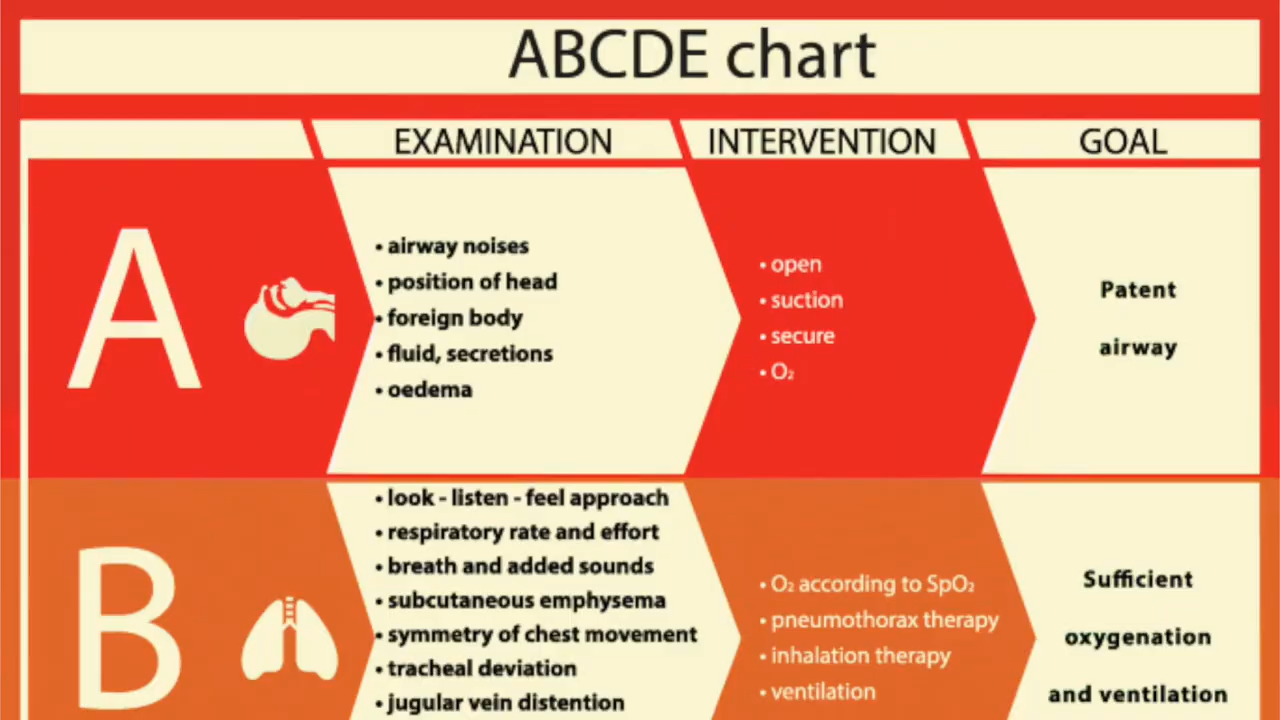 ABCDE chart
EXAMINATION
INTERVENTION
GOAL
A
• airway noises
• position of head
• foreign body
• fluid, secretions
• oedema
• open
• suction
• secure
• O₂
Patent
airway
B
• look - listen - feel approach
• respiratory rate and effort
• breath and added sounds
• subcutaneous emphysema
• symmetry of chest movement
• tracheal deviation
• jugular vein distention
• O₂ according to SpO₂
• pneumothorax therapy
• inhalation therapy
• ventilation
Sufficient
oxygenation
and ventilation